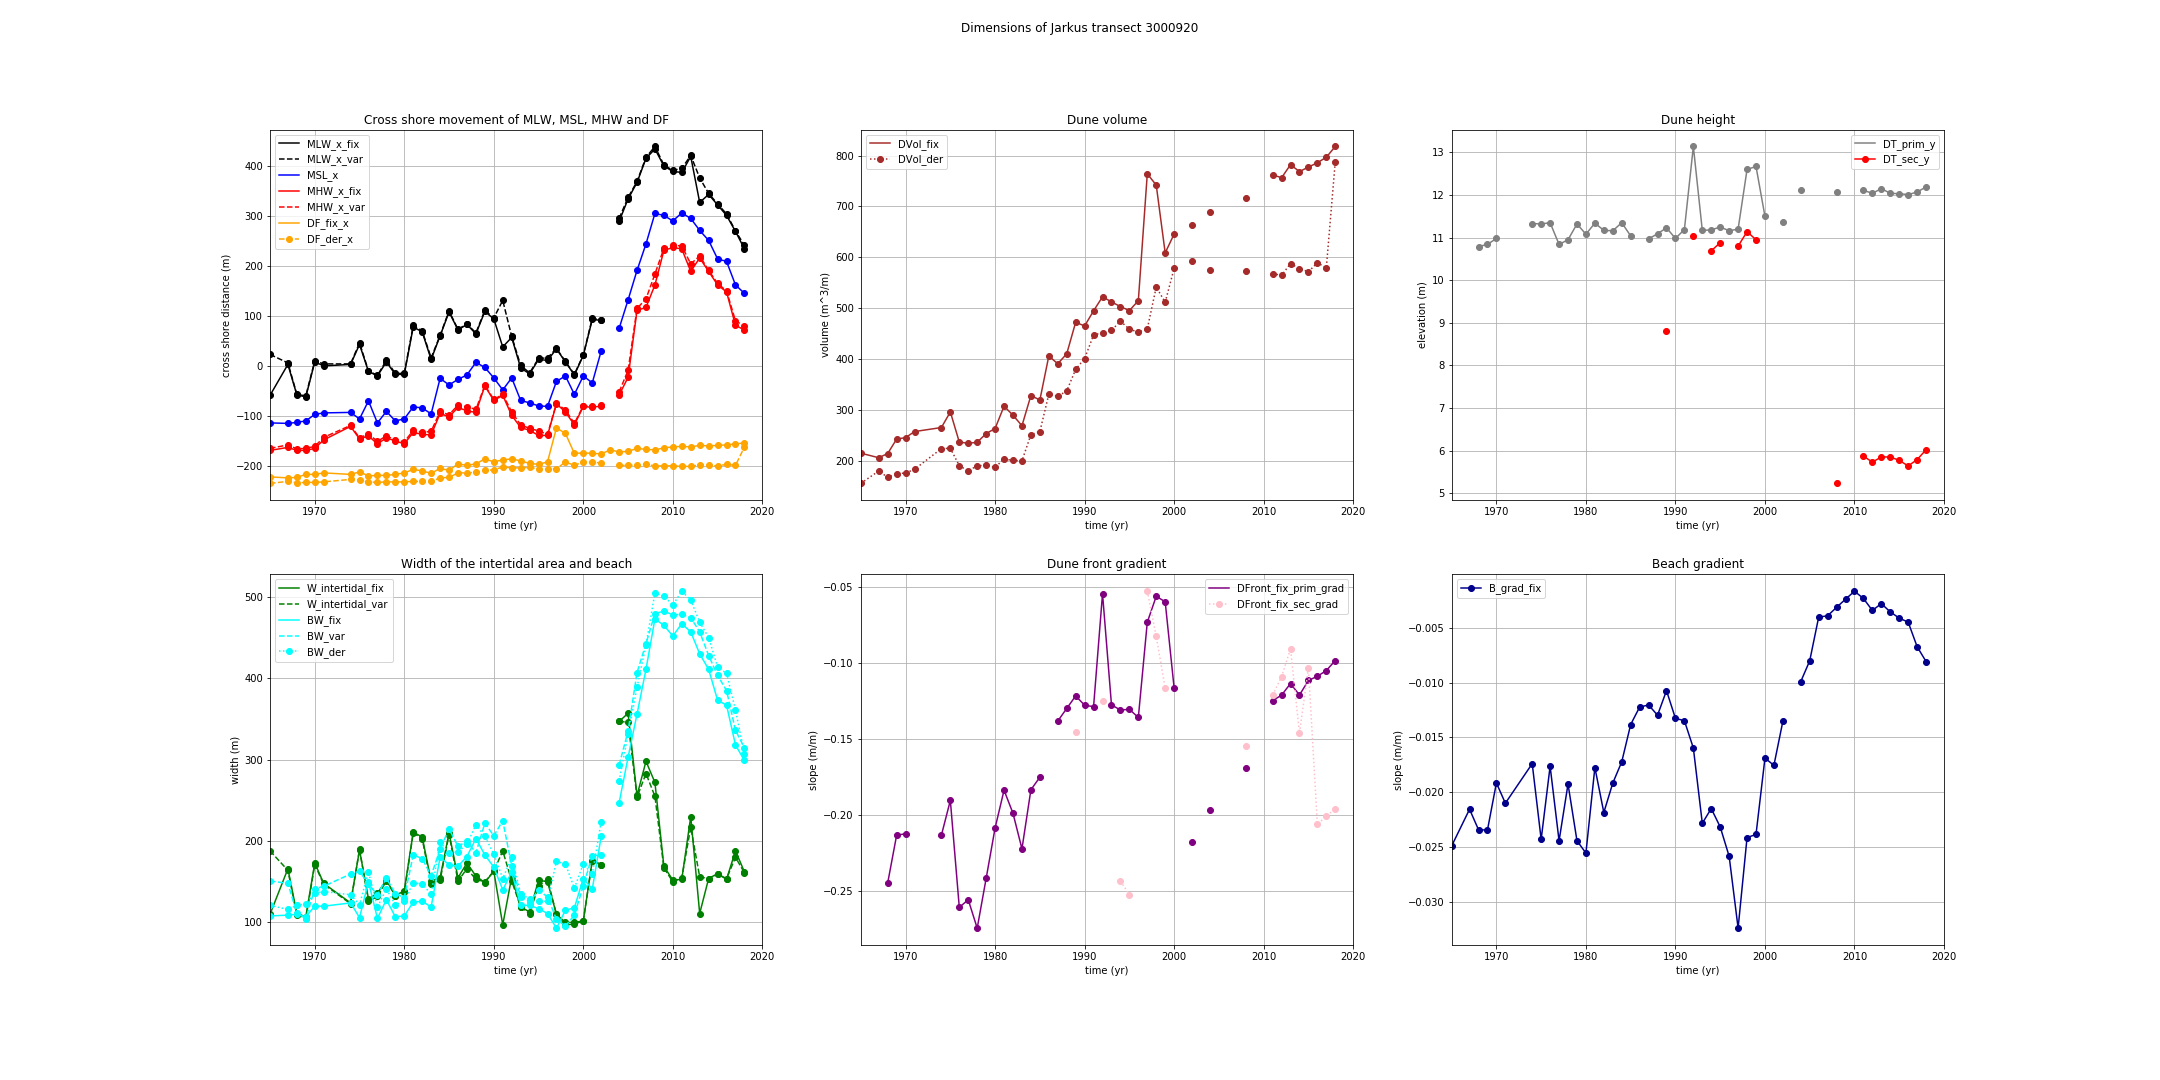 Dimensions of Jarkus transect 3000920
Cross shore movement of MLW, MSL, MHW and DF
MLW_x_fix
MLW_x_var
MSL_x
MHW_x_fix
MHW_x_var
DF_fix_x
DF_der_x
cross shore distance (m)
400
300
200
100
0
−100
−200
1970
1980
1990
2000
2010
2020
time (yr)
Dune volume
DVol_fix
DVol_der
volume (m^3/m)
800
700
600
500
400
300
200
1970
1980
1990
2000
2010
2020
time (yr)
Dune height
DT_prim_y
DT_sec_y
elevation (m)
13
12
11
10
9
8
7
6
5
1970
1980
1990
2000
2010
2020
time (yr)
Width of the intertidal area and beach
W_intertidal_fix
W_intertidal_var
BW_fix
BW_var
BW_der
width (m)
500
400
300
200
100
1970
1980
1990
2000
2010
2020
time (yr)
Dune front gradient
DFront_fix_prim_grad
DFront_fix_sec_grad
slope (m/m)
−0.05
−0.10
−0.15
−0.20
−0.25
1970
1980
1990
2000
2010
2020
time (yr)
Beach gradient
B_grad_fix
slope (m/m)
−0.005
−0.010
−0.015
−0.020
−0.025
−0.030
1970
1980
1990
2000
2010
2020
time (yr)